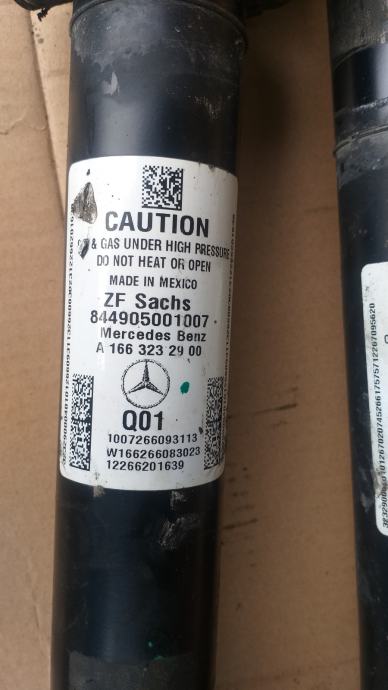 CAUTION
& GAS UNDER HIGH PRESSURE
DO NOT HEAT OR OPEN
MADE IN MEXICO
ZF Sachs
844905001007
Mercedes Benz
A 166 323 29 00
Q01
1007266093113
W166266083023
12266201639